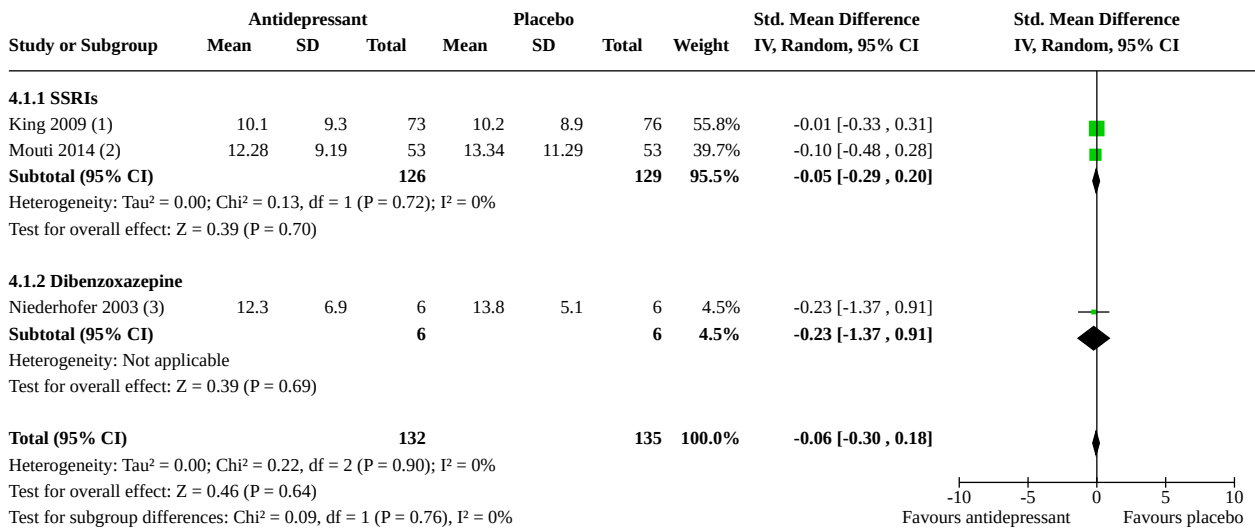 Antidepressant Placebo Std. Mean Difference Std. Mean Difference
Study or Subgroup Mean SD Total Mean SD Total Weight IV, Random, 95% CI IV, Random, 95% CI
4.1.1 SSRIs
King 2009 (1) 10.1 9.3 73 10.2 8.9 76 55.8% -0.01 [-0.33 , 0.31]
Mouti 2014 (2) 12.28 9.19 53 13.34 11.29 53 39.7% -0.10 [-0.48 , 0.28]
Subtotal (95% CI) 126 129 95.5% -0.05 [-0.29 , 0.20]
Heterogeneity: Tau² = 0.00; Chi² = 0.13, df = 1 (P = 0.72); I² = 0%
Test for overall effect: Z = 0.39 (P = 0.70)
4.1.2 Dibenzoxazepine
Niederhofer 2003 (3) 12.3 6.9 6 13.8 5.1 6 4.5% -0.23 [-1.37 , 0.91]
Subtotal (95% CI) 6 6 4.5% -0.23 [-1.37 , 0.91]
Heterogeneity: Not applicable
Test for overall effect: Z = 0.39 (P = 0.69)
Total (95% CI) 132 135 100.0% -0.06 [-0.30 , 0.18]
Heterogeneity: Tau² = 0.00; Chi² = 0.22, df = 2 (P = 0.90); I² = 0%
Test for overall effect: Z = 0.46 (P = 0.64)
Test for subgroup differences: Chi² = 0.09, df = 1 (P = 0.76), I² = 0%
-10 -5 0 5 10
Favours antidepressant Favours placebo